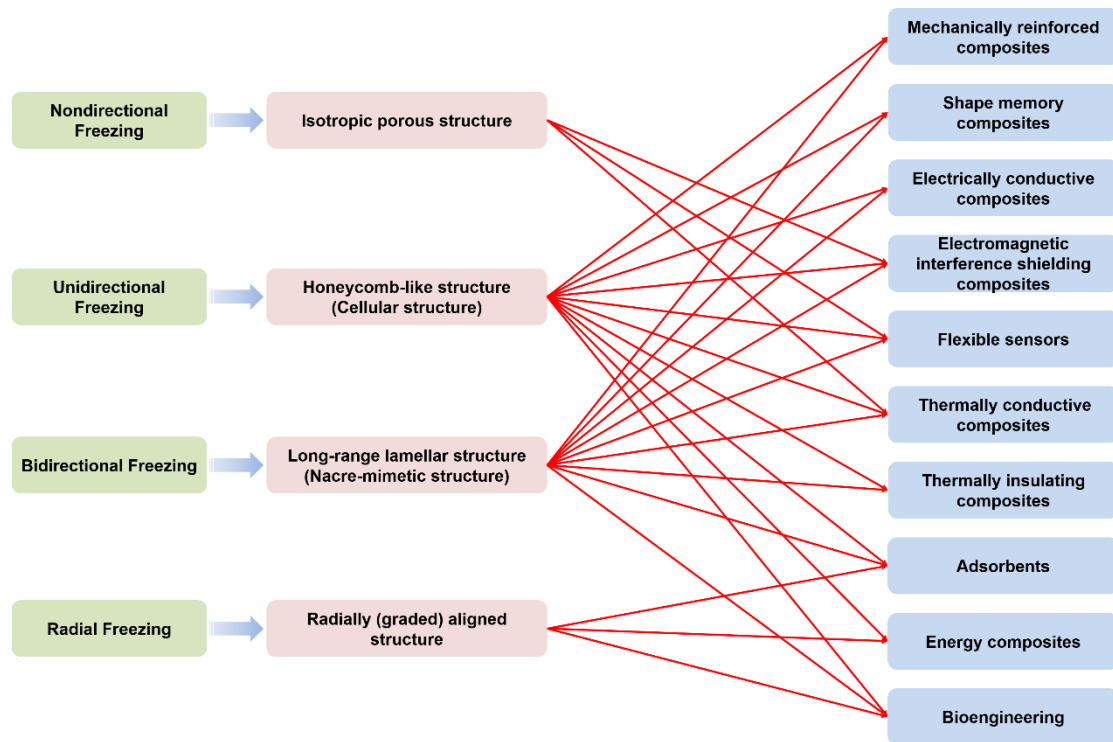 Nondirectional
Freezing
Isotropic porous structure
Unidirectional
Freezing
Honeycomb-like structure
(Cellular structure)
Bidirectional Freezing
Long-range lamellar structure
(Nacre-mimetic structure)
Radial Freezing
Radially (graded) aligned
structure
Mechanically reinforced
composites
Shape memory
composites
Electrically conductive
composites
Electromagnetic
interference shielding
composites
Flexible sensors
Thermally conductive
composites
Thermally insulating
composites
Adsorbents
Energy composites
Bioengineering